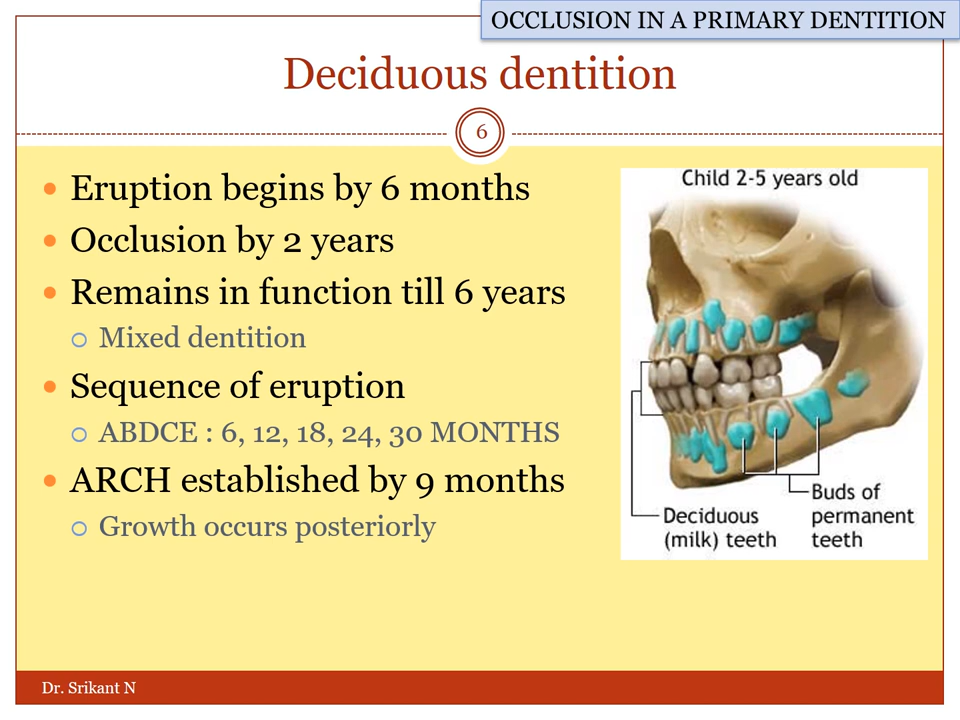 OCCLUSION IN A PRIMARY DENTITION
Deciduous dentition
6
Eruption begins by 6 months
Occlusion by 2 years
Remains in function till 6 years
Mixed dentition
Sequence of eruption
ABDCE : 6, 12, 18, 24, 30 MONTHS
ARCH established by 9 months
Growth occurs posteriorly
Child 2-5 years old
Deciduous
(milk) teeth
Buds of
permanent
teeth
Dr. Srikant N